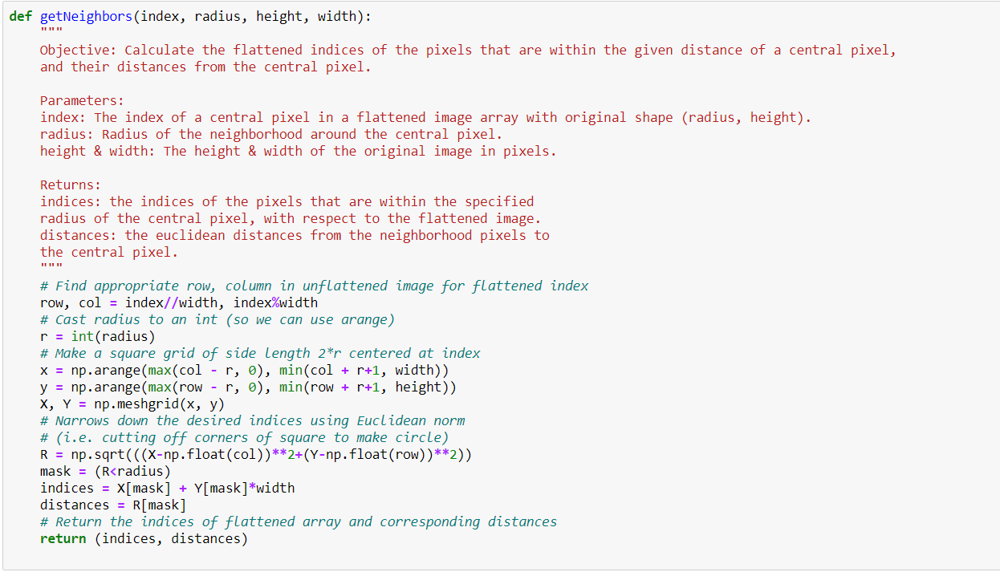 def getNeighbors(index, radius, height, width):
    """
    Objective: Calculate the flattened indices of the pixels that are within the given distance of a central pixel,
    and their distances from the central pixel.

    Parameters:
    index: The index of a central pixel in a flattened image array with original shape (radius, height).
    radius: Radius of the neighborhood around the central pixel.
    height & width: The height & width of the original image in pixels.

    Returns:
    indices: the indices of the pixels that are within the specified
    radius of the central pixel, with respect to the flattened image.
    distances: the euclidean distances from the neighborhood pixels to
    the central pixel.
    """
    # Find appropriate row, column in unflattened image for flattened index
    row, col = index//width, index%width
    # Cast radius to an int (so we can use arange)
    r = int(radius)
    # Make a square grid of side length 2*r centered at index
    x = np.arange(max(col - r, 0), min(col + r+1, width))
    y = np.arange(max(row - r, 0), min(row + r+1, height))
    X, Y = np.meshgrid(x, y)
    # Narrows down the desired indices using Euclidean norm
    # (i.e. cutting off corners of square to make circle)
    R = np.sqrt(((X-np.float(col))**2+(Y-np.float(row))**2))
    mask = (R<radius)
    indices = X[mask] + Y[mask]*width
    distances = R[mask]
    # Return the indices of flattened array and corresponding distances
    return (indices, distances)